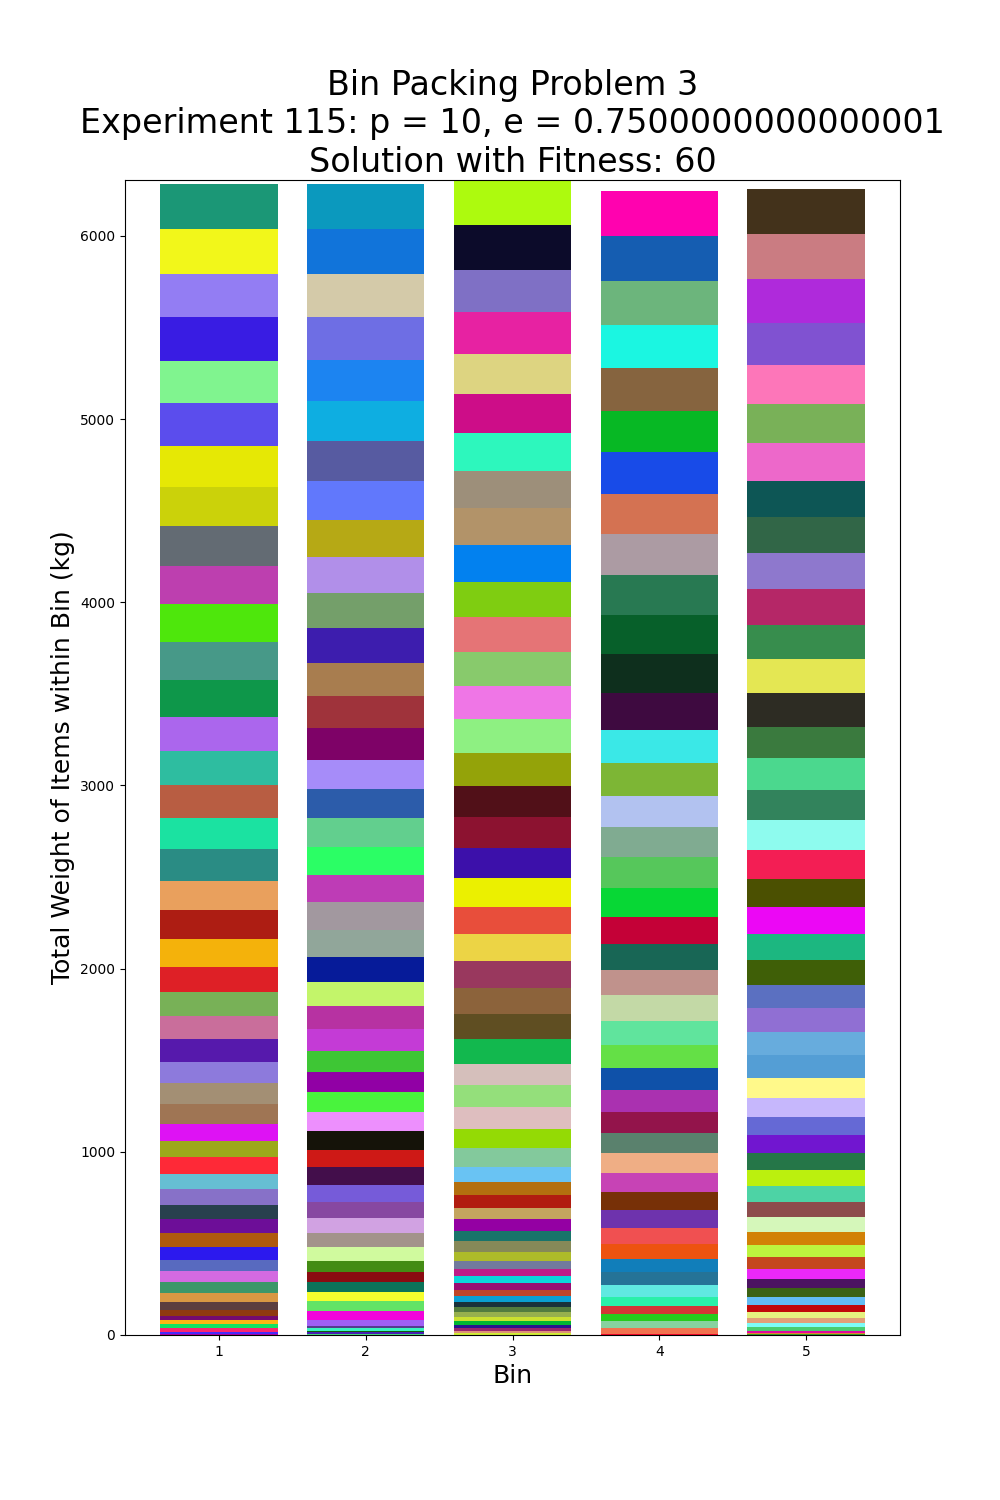 Bin Packing Problem 3
Experiment 115: p = 10, e = 0.7500000000000001
Solution with Fitness: 60
Total Weight of Items within Bin (kg)
6000
5000
4000
3000
2000
1000
0
1 2 3 4 5
Bin